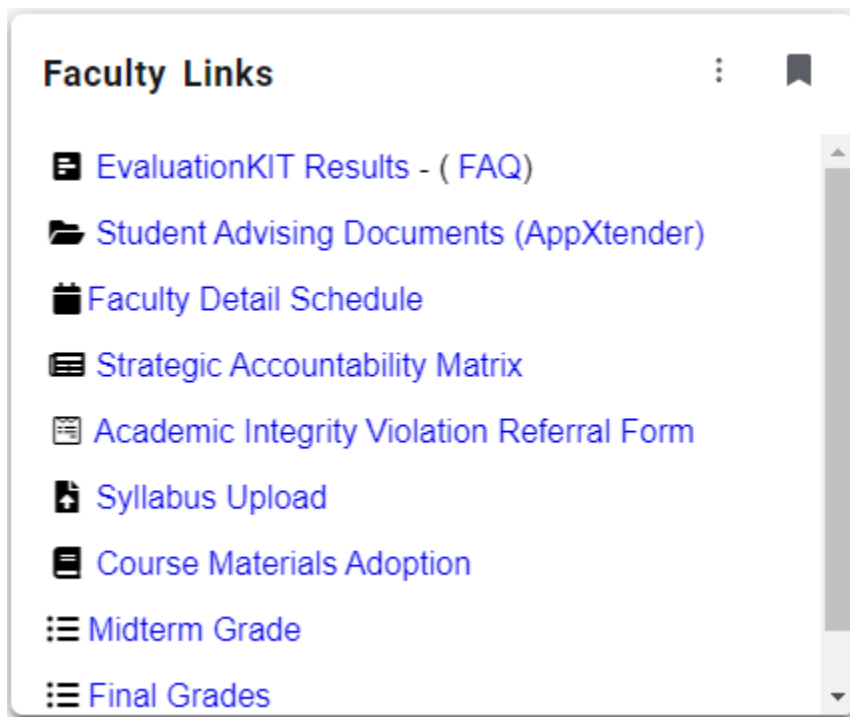 Faculty Links
EvaluationKIT Results - ( FAQ)
Student Advising Documents (AppXtender)
Faculty Detail Schedule
Strategic Accountability Matrix
Academic Integrity Violation Referral Form
Syllabus Upload
Course Materials Adoption
Midterm Grade
Final Grades